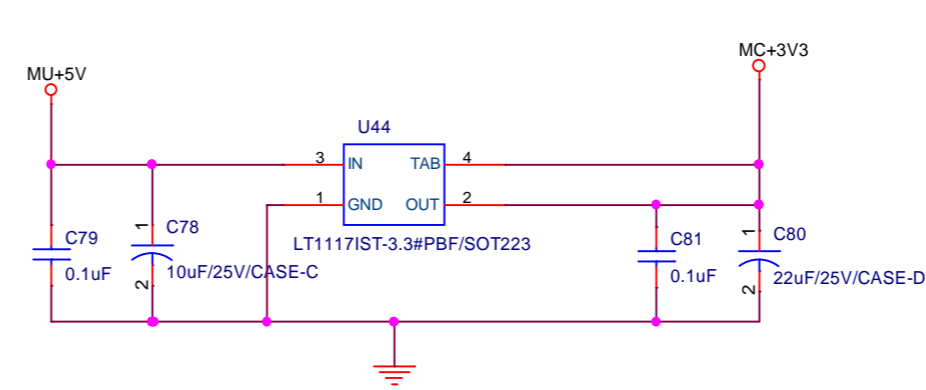 MC+3V3
MU+5V
U44
3 IN TAB 4
1 GND OUT 2
LT1117IST-3.3#PBF/SOT223
C79
0.1uF
1
C78
10uF/25V/CASE-C
2
C81
0.1uF
1
C80
22uF/25V/CASE-D
2